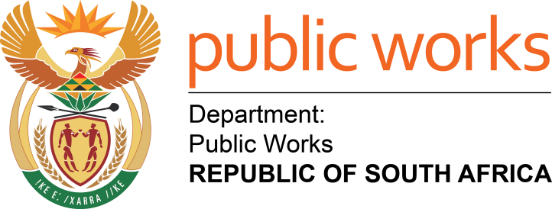 public works
Department:
Public Works
REPUBLIC OF SOUTH AFRICA
!KE E: /XARRA //KE